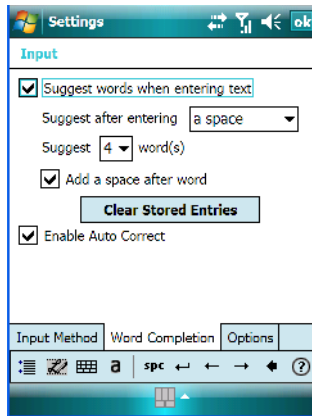 Settings
ok
Input
Suggest words when entering text
Suggest after entering a space
Suggest 4 word(s)
Add a space after word
Clear Stored Entries
Enable Auto Correct
Input Method Word Completion Options
a spc ?